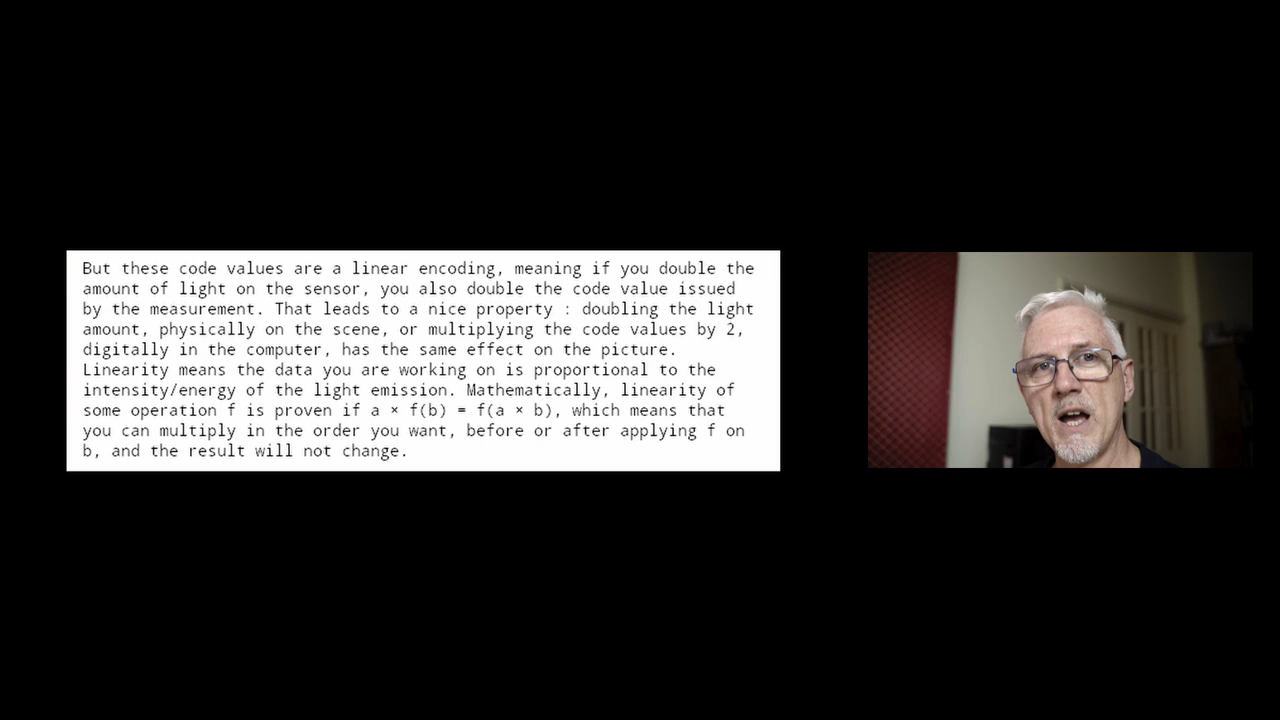 But these code values are a linear encoding, meaning if you double the
amount of light on the sensor, you also double the code value issued
by the measurement. That leads to a nice property : doubling the light
amount, physically on the scene, or multiplying the code values by 2,
digitally in the computer, has the same effect on the picture.
Linearity means the data you are working on is proportional to the
intensity/energy of the light emission. Mathematically, linearity of
some operation f is proven if a × f(b) = f(a × b), which means that
you can multiply in the order you want, before or after applying f on
b, and the result will not change.